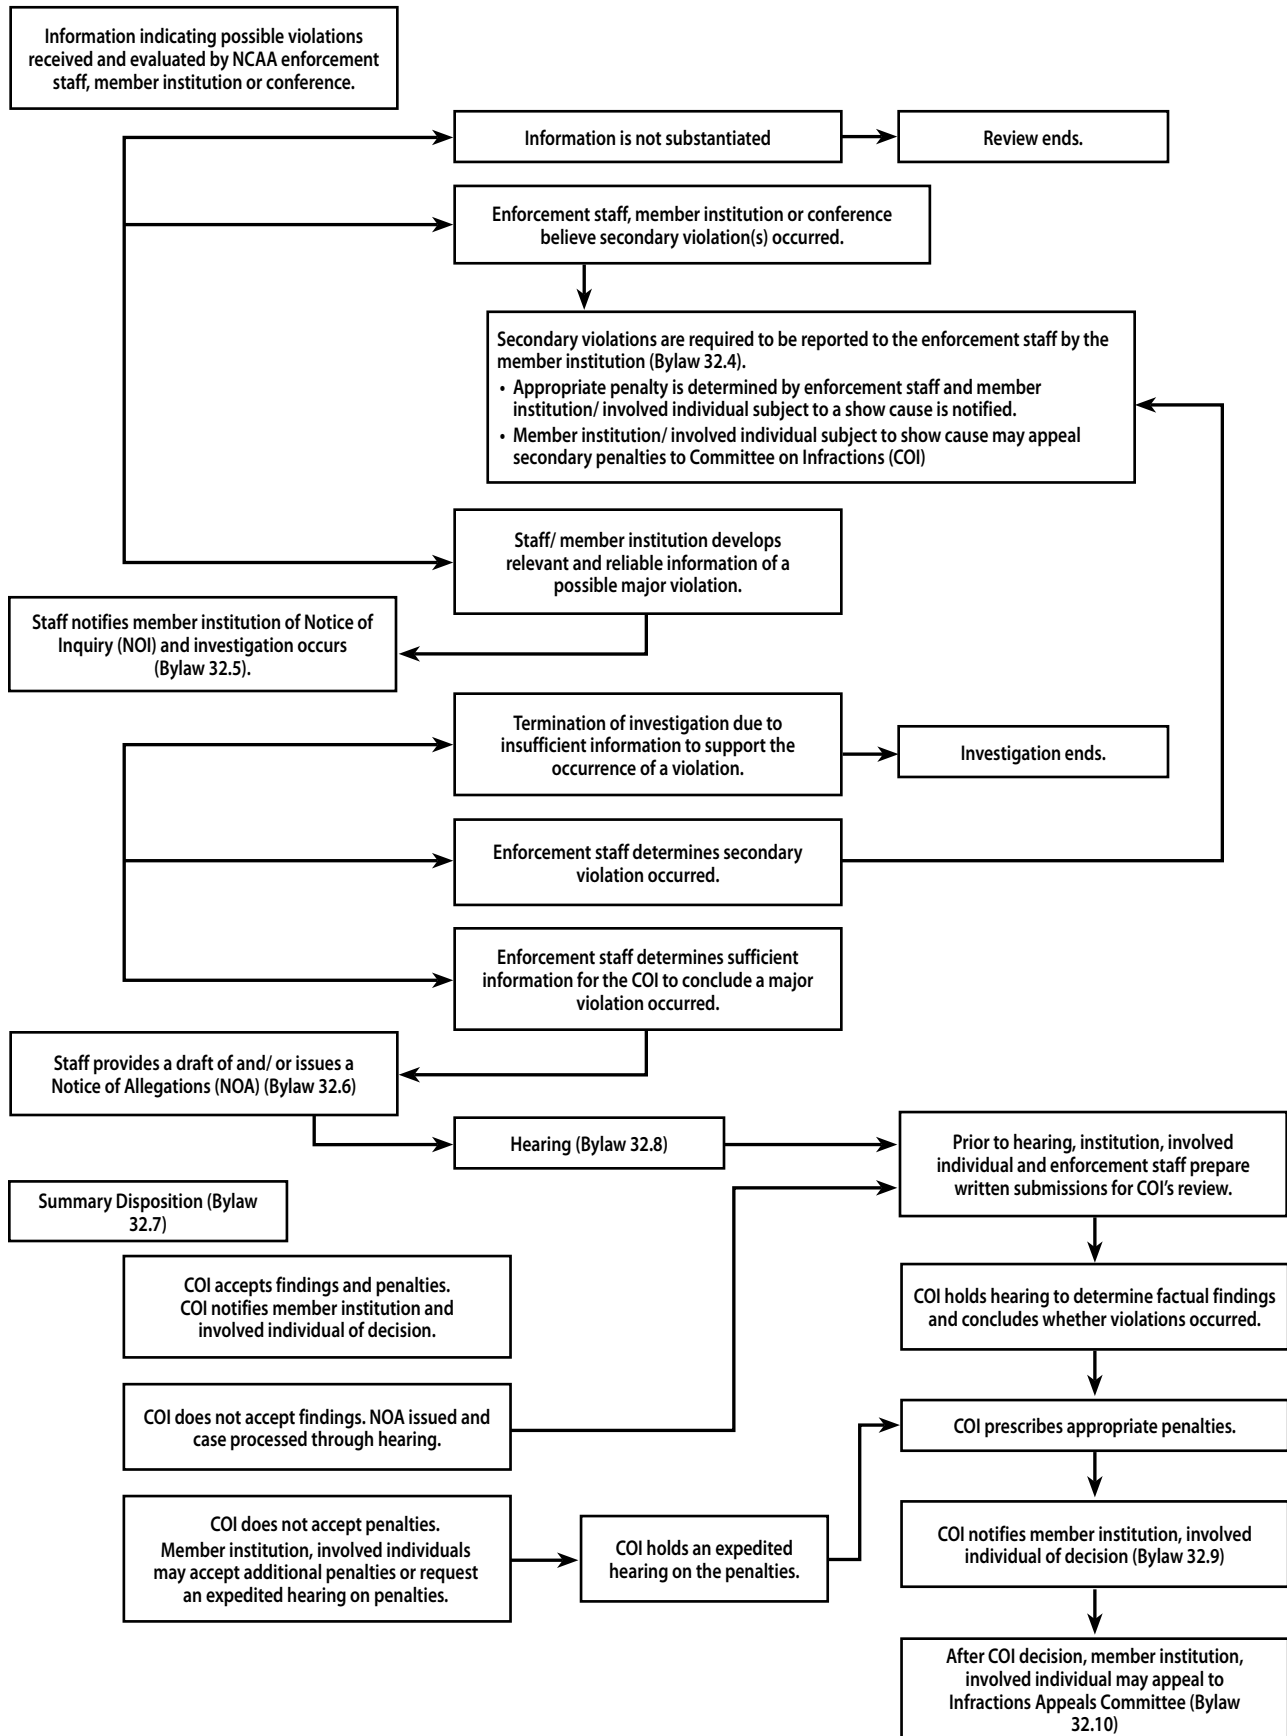 Information indicating possible violations
received and evaluated by NCAA enforcement
staff, member institution or conference.
Information is not substantiated
Review ends.
Enforcement staff, member institution or conference
believe secondary violation(s) occurred.
Secondary violations are required to be reported to the enforcement staff by the
member institution (Bylaw 32.4).
• Appropriate penalty is determined by enforcement staff and member
institution/ involved individual subject to a show cause is notified.
• Member institution/ involved individual subject to show cause may appeal
secondary penalties to Committee on Infractions (COI)
Staff/ member institution develops
relevant and reliable information of a
possible major violation.
Staff notifies member institution of Notice of
Inquiry (NOI) and investigation occurs
(Bylaw 32.5).
Termination of investigation due to
insufficient information to support the
occurrence of a violation.
Investigation ends.
Enforcement staff determines secondary
violation occurred.
Enforcement staff determines sufficient
information for the COI to conclude a major
violation occurred.
Staff provides a draft of and/ or issues a
Notice of Allegations (NOA) (Bylaw 32.6)
Hearing (Bylaw 32.8)
Prior to hearing, institution, involved
individual and enforcement staff prepare
written submissions for COI’s review.
Summary Disposition (Bylaw
32.7)
COI accepts findings and penalties.
COI notifies member institution and
involved individual of decision.
COI holds hearing to determine factual findings
and concludes whether violations occurred.
COI does not accept findings. NOA issued and
case processed through hearing.
COI prescribes appropriate penalties.
COI does not accept penalties.
Member institution, involved individuals
may accept additional penalties or request
an expedited hearing on penalties.
COI holds an expedited
hearing on the penalties.
COI notifies member institution, involved
individual of decision (Bylaw 32.9)
After COI decision, member institution,
involved individual may appeal to
Infractions Appeals Committee (Bylaw
32.10)